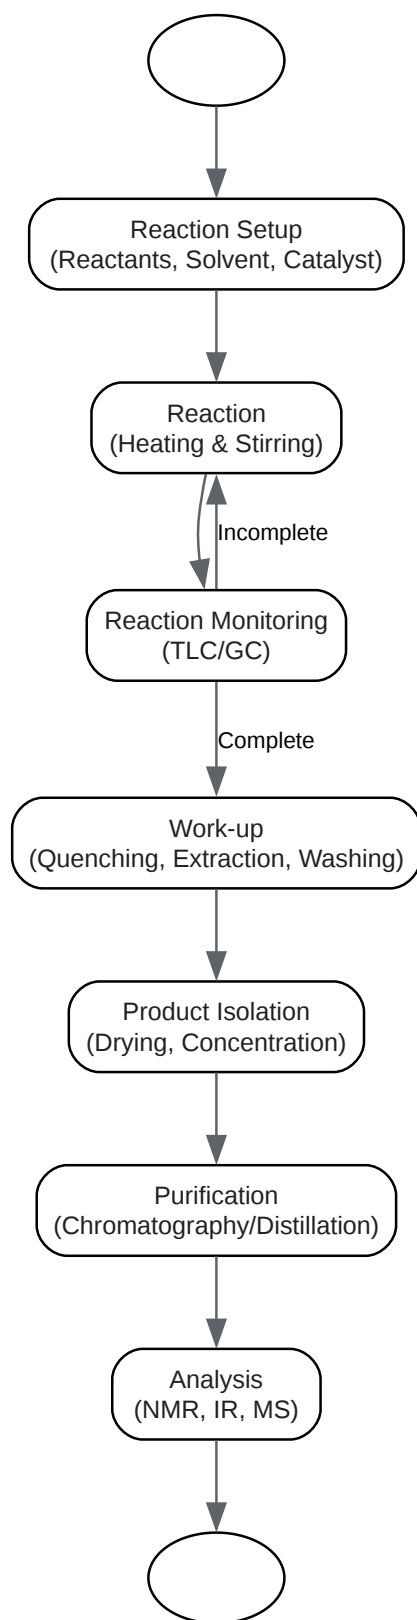 Reaction Setup
(Reactants, Solvent, Catalyst)
Reaction
(Heating & Stirring)
Incomplete
Reaction Monitoring
(TLC/GC)
Complete
Work-up
(Quenching, Extraction, Washing)
Product Isolation
(Drying, Concentration)
Purification
(Chromatography/Distillation)
Analysis
(NMR, IR, MS)